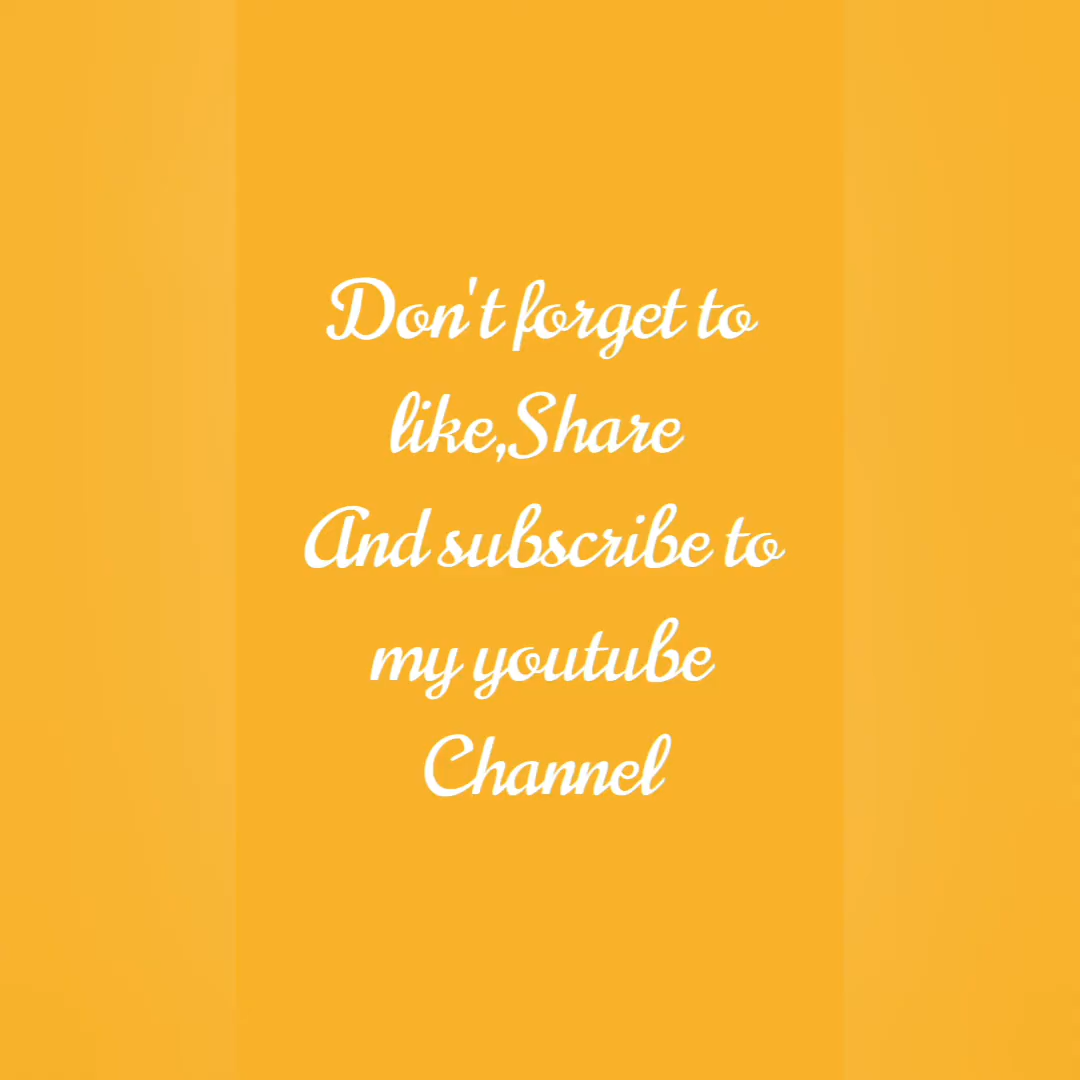 Don't forget to
like,Share
And subscribe to
my youtube
Channel